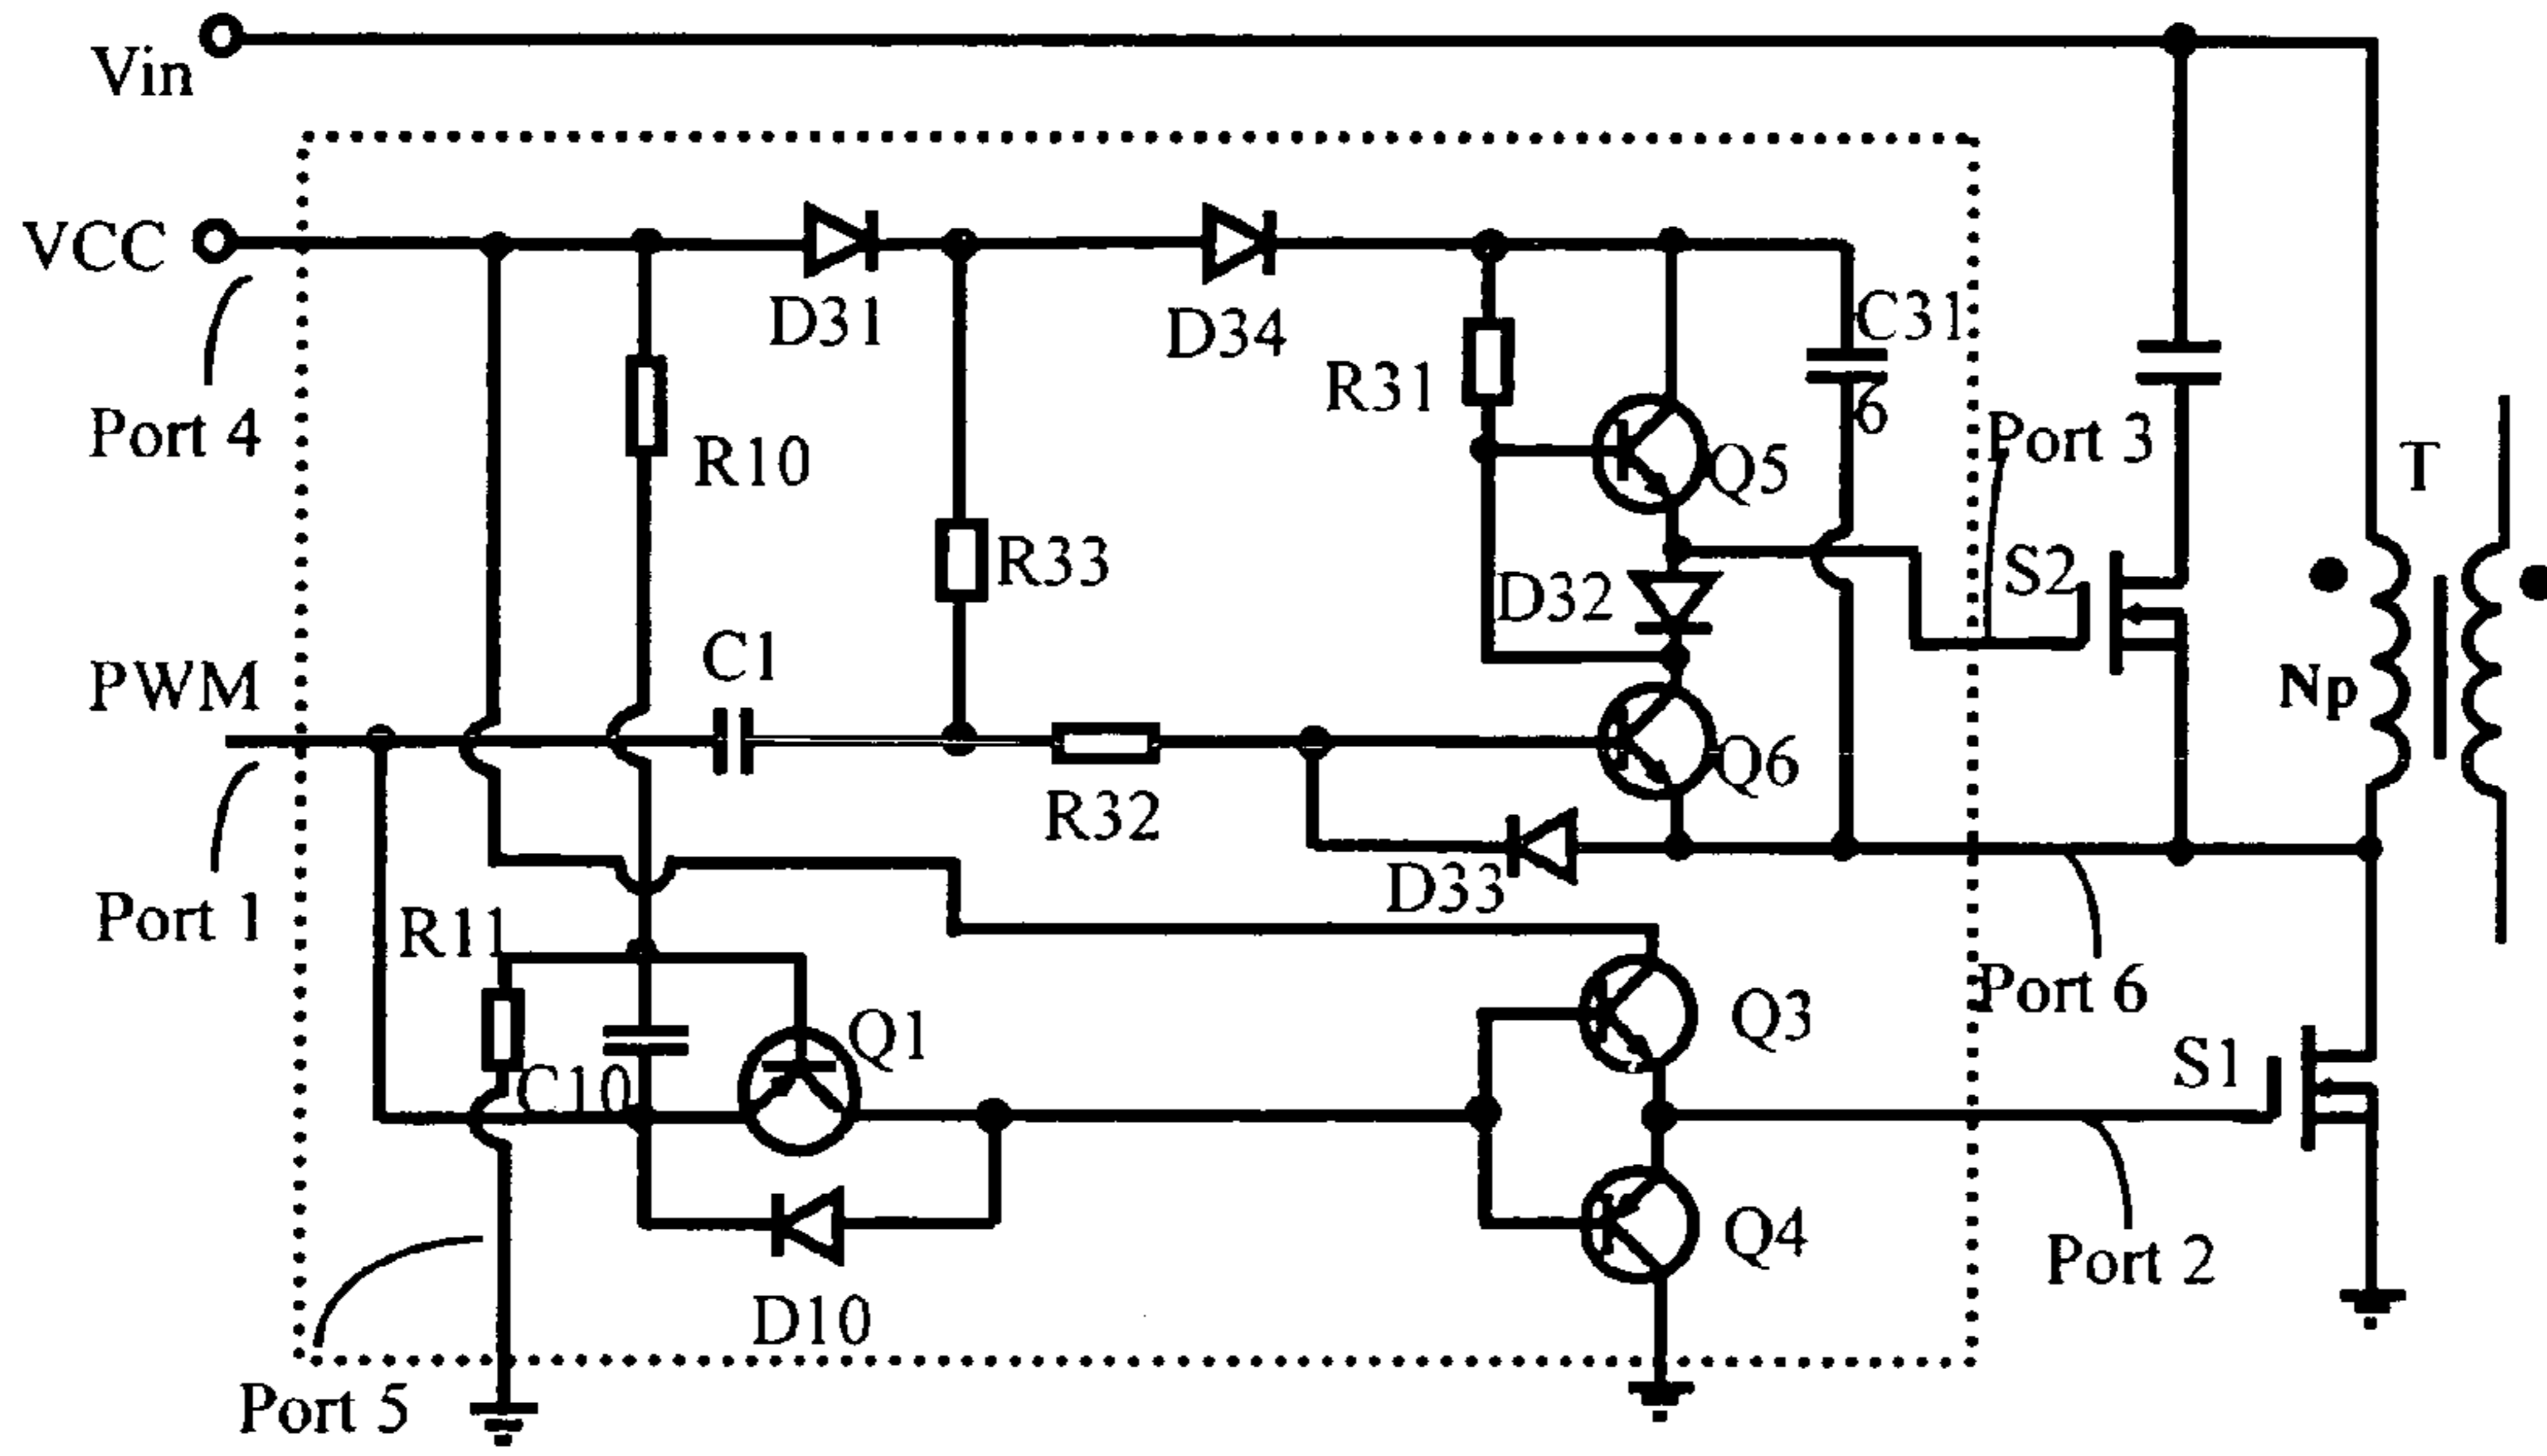 Vin
VCC
D31
D34
C31
R31
6
Port 4
R10
Port 3
T
Q5
R33
S2
D32
C1
PWM
Np
Q6
R32
D33
Port 1
R11
Port 6
Q3
Q1
S1
C10
Q4
Port 2
D10
Port 5